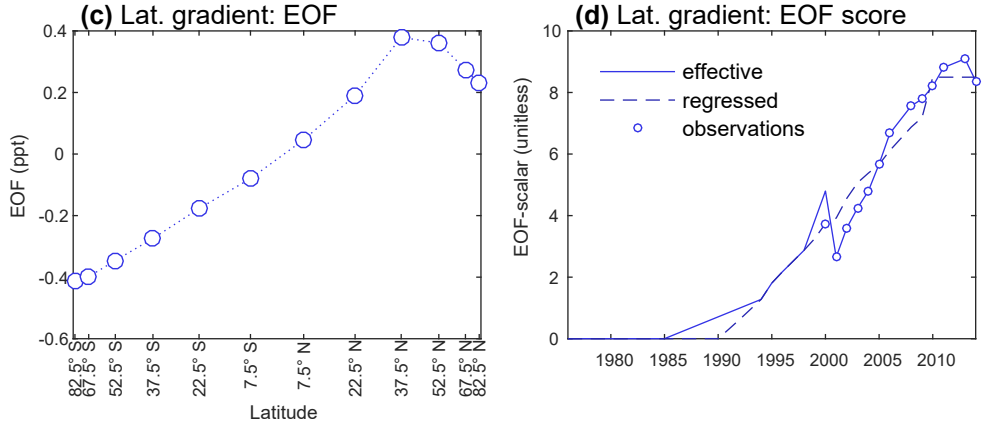 (c) Lat. gradient: EOF
0.4
0.2
0
-0.2
-0.4
-0.6
EOF (ppt)
82.5° S
67.5° S
52.5° S
37.5° S
22.5° S
7.5° S
7.5° N
22.5° N
37.5° N
52.5° N
67.5° N
82.5° N
Latitude
(d) Lat. gradient: EOF score
10
8
6
4
2
0
EOF-scalar (unitless)
effective
regressed
observations
1980 1985 1990 1995 2000 2005 2010